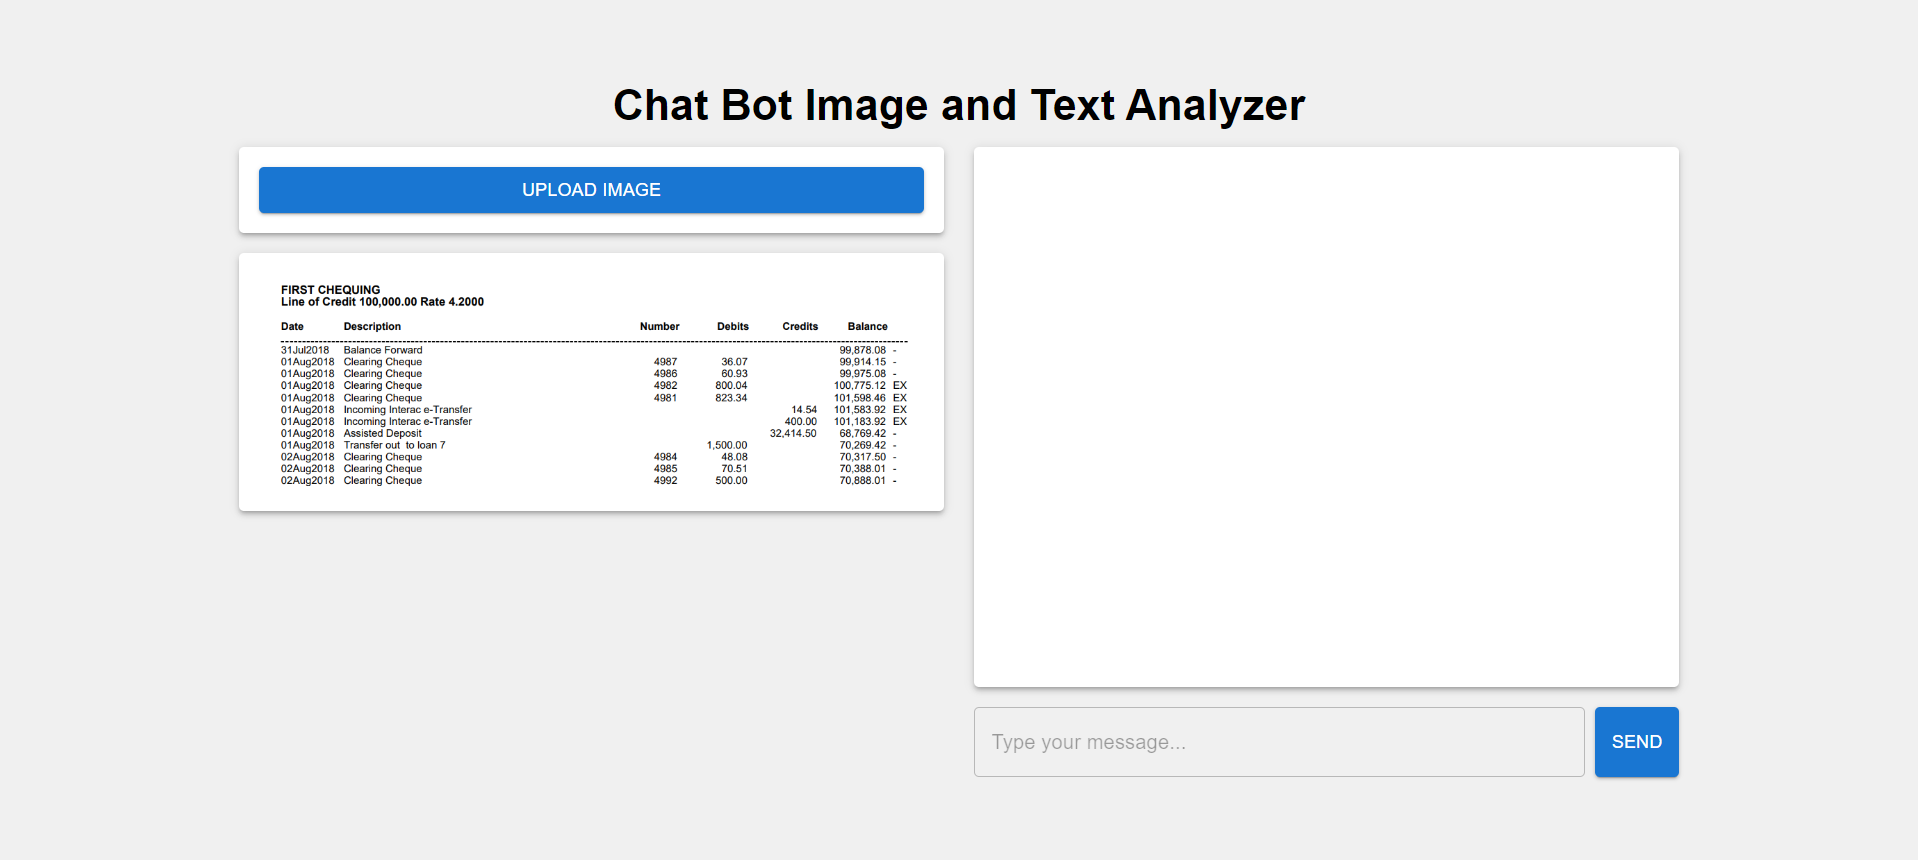 Chat Bot Image and Text Analyzer
UPLOAD IMAGE
FIRST CHEQUING
Line of Credit 100,000.00 Rate 4.2000
Date Description Number Debits Credits Balance
31Jul2018 Balance Forward 99,878.08 -
01Aug2018 Clearing Cheque 4987 36.07 99,914.15 -
01Aug2018 Clearing Cheque 4986 60.93 99,975.08 -
01Aug2018 Clearing Cheque 4982 800.04 100,775.12 EX
01Aug2018 Clearing Cheque 4981 823.34 101,598.46 EX
01Aug2018 Incoming Interac e-Transfer 14.54 101,583.92 EX
01Aug2018 Incoming Interac e-Transfer 400.00 101,183.92 EX
01Aug2018 Assisted Deposit 32,414.50 68,769.42 -
01Aug2018 Transfer out to loan 7 1,500.00 70,269.42 -
02Aug2018 Clearing Cheque 4984 48.08 70,317.50 -
02Aug2018 Clearing Cheque 4985 70.51 70,388.01 -
02Aug2018 Clearing Cheque 4992 500.00 70,888.01 -
Type your message...
SEND